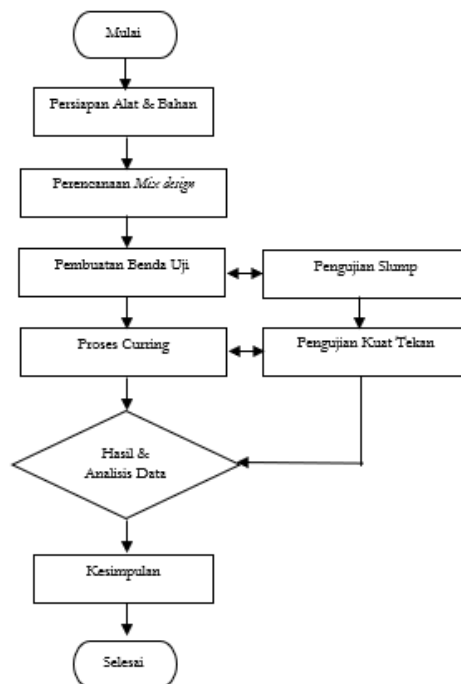 Mulai
Persiapan Alat & Bahan
Perencanaan Mix design
Pembuatan Benda Uji
Pengujian Slump
Proses Curring
Pengujian Kuat Tekan
Hasil &
Analisis Data
Kesimpulan
Selesai